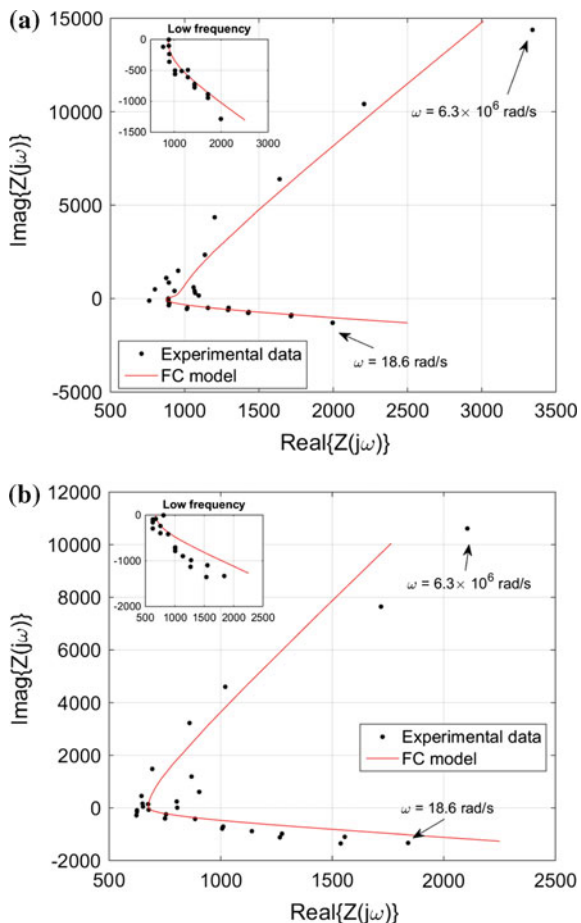 (a)
Low frequency
0
-500
-1000
-1500
1000 2000 3000
15000
10000
5000
0
-5000
Imag{Z(jω)}
ω = 6.3× 10⁶ rad/s
ω = 18.6 rad/s
Experimental data
FC model
500 1000 1500 2000 2500 3000 3500
Real{Z(jω)}
(b)
Low frequency
0
-1000
-2000
500 1000 1500 2000 2500
12000
10000
8000
6000
4000
2000
0
-2000
Imag{Z(jω)}
ω = 6.3× 10⁶ rad/s
Experimental data
FC model
ω = 18.6 rad/s
500 1000 1500 2000 2500
Real{Z(jω)}